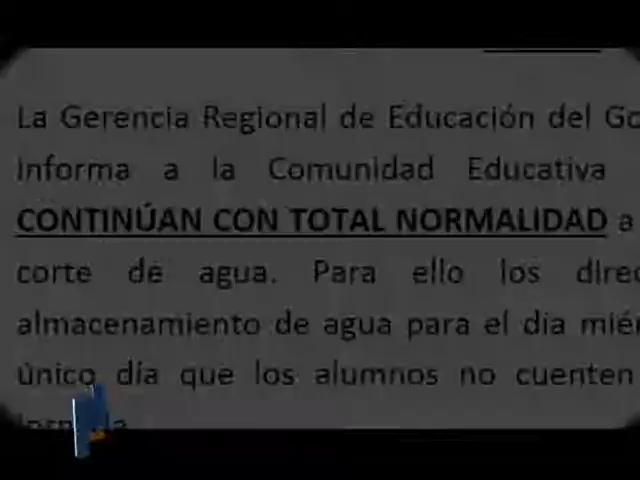 La Gerencia Regional de Educación del
informa a la Comunidad Educativa
CONTINÚAN CON TOTAL NORMALIDAD a
corte de agua. Para ello los
almacenamiento de agua para el dia
único día que los alumnos no cuenten